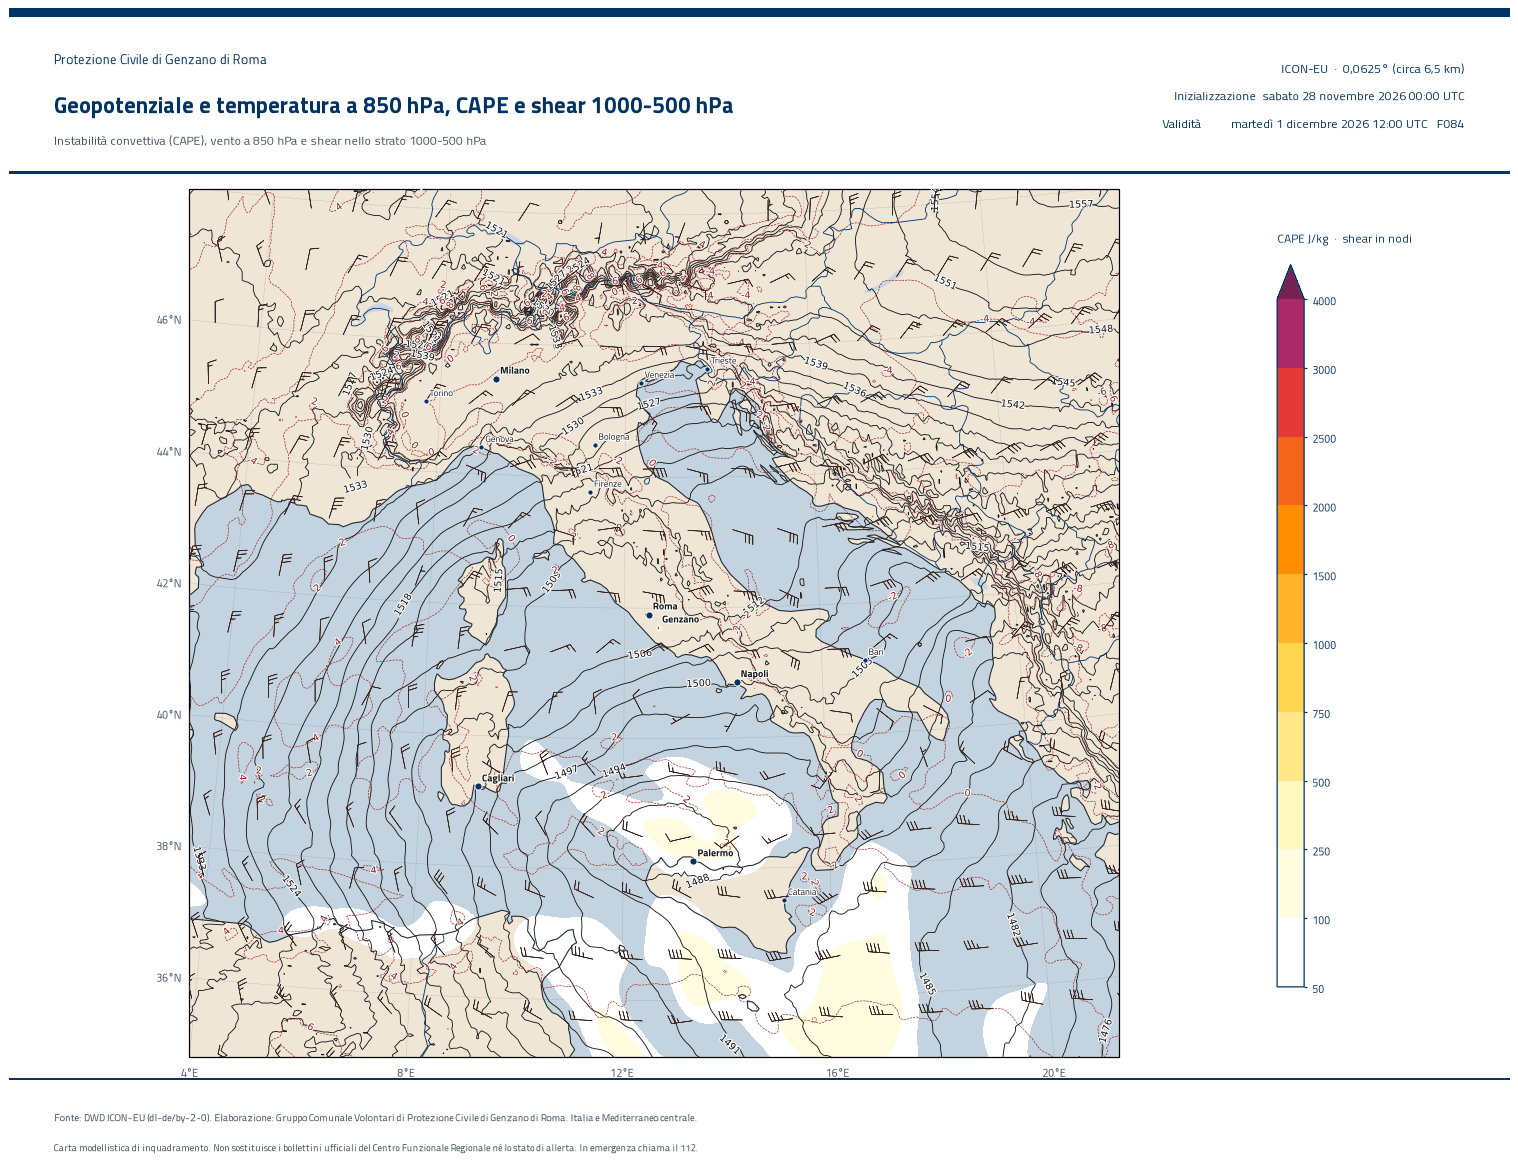 Protezione Civile di Genzano di Roma
Geopotenziale e temperatura a 850 hPa, CAPE e shear 1000-500 hPa
Instabilità convettiva (CAPE), vento a 850 hPa e shear nello strato 1000-500 hPa
ICON-EU · 0,0625° (circa 6,5 km)
Inizializzazione sabato 28 novembre 2026 00:00 UTC
Validità martedì 1 dicembre 2026 12:00 UTC F084
CAPE J/kg · shear in nodi
4000
3000
2500
2000
1500
1000
750
500
250
100
50
46°N
44°N
42°N
40°N
38°N
36°N
4°E
8°E
12°E
16°E
20°E
Milano
Torino
Venezia
Trieste
Genova
Bologna
Firenze
Roma
Genzano
Napoli
Bari
Cagliari
Palermo
Catania
1557
1551
1548
1545
1542
1539
1536
1533
1530
1527
1521
1521
1524
1539
1530
1533
1518
1515
1515
1512
1506
1500
1497
1494
1488
1524
1491
1485
1482
1476
Fonte: DWD ICON-EU (dl-de/by-2-0). Elaborazione: Gruppo Comunale Volontari di Protezione Civile di Genzano di Roma. Italia e Mediterraneo centrale.
Carta modellistica di inquadramento. Non sostituisce i bollettini ufficiali del Centro Funzionale Regionale né lo stato di allerta. In emergenza chiama il 112.